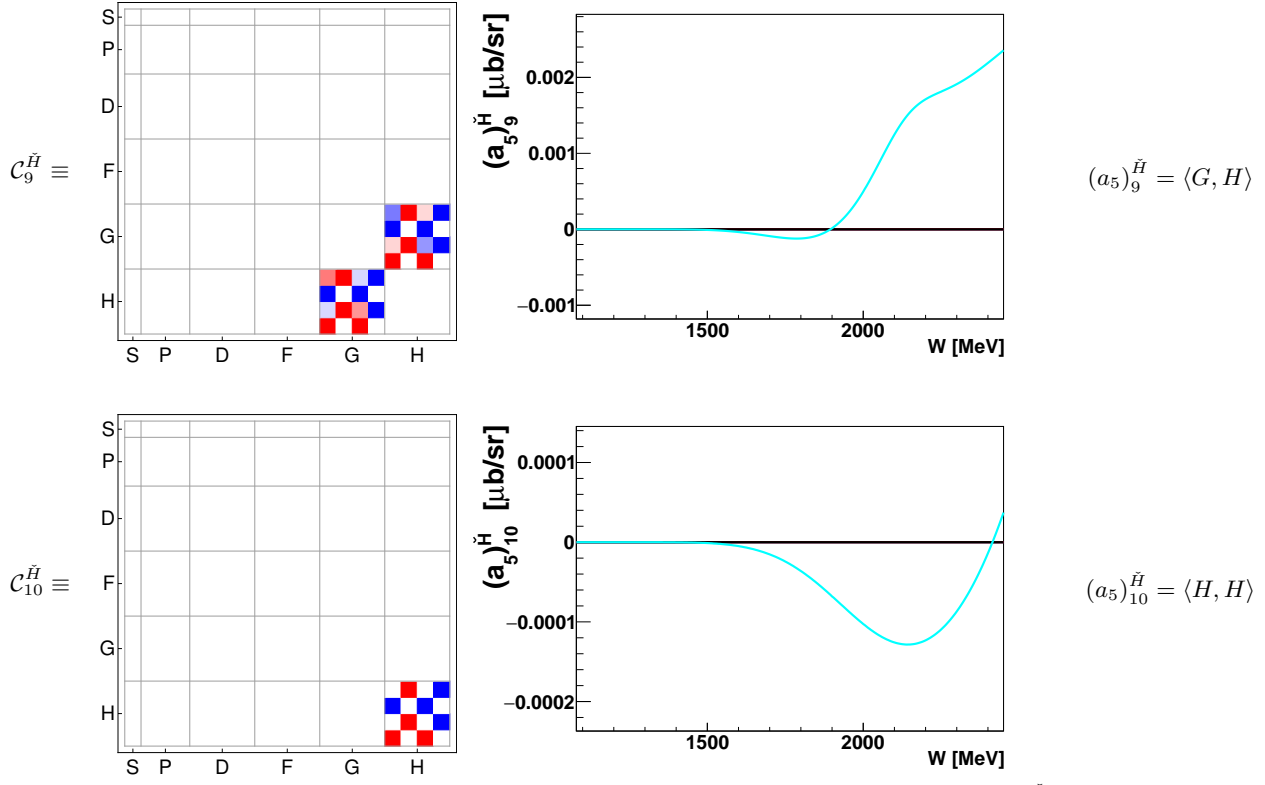 S
P
D
F
G
H
S P D F G H
𝒞₉^Ȟ ≡
(a₅)₉^Ȟ [μb/sr]
0.002
0.001
0
−0.001
1500 2000
W [MeV]
(a₅)₉^Ȟ = ⟨G, H⟩
S
P
D
F
G
H
S P D F G H
𝒞₁₀^Ȟ ≡
(a₅)₁₀^Ȟ [μb/sr]
0.0001
0
−0.0001
−0.0002
1500 2000
W [MeV]
(a₅)₁₀^Ȟ = ⟨H, H⟩